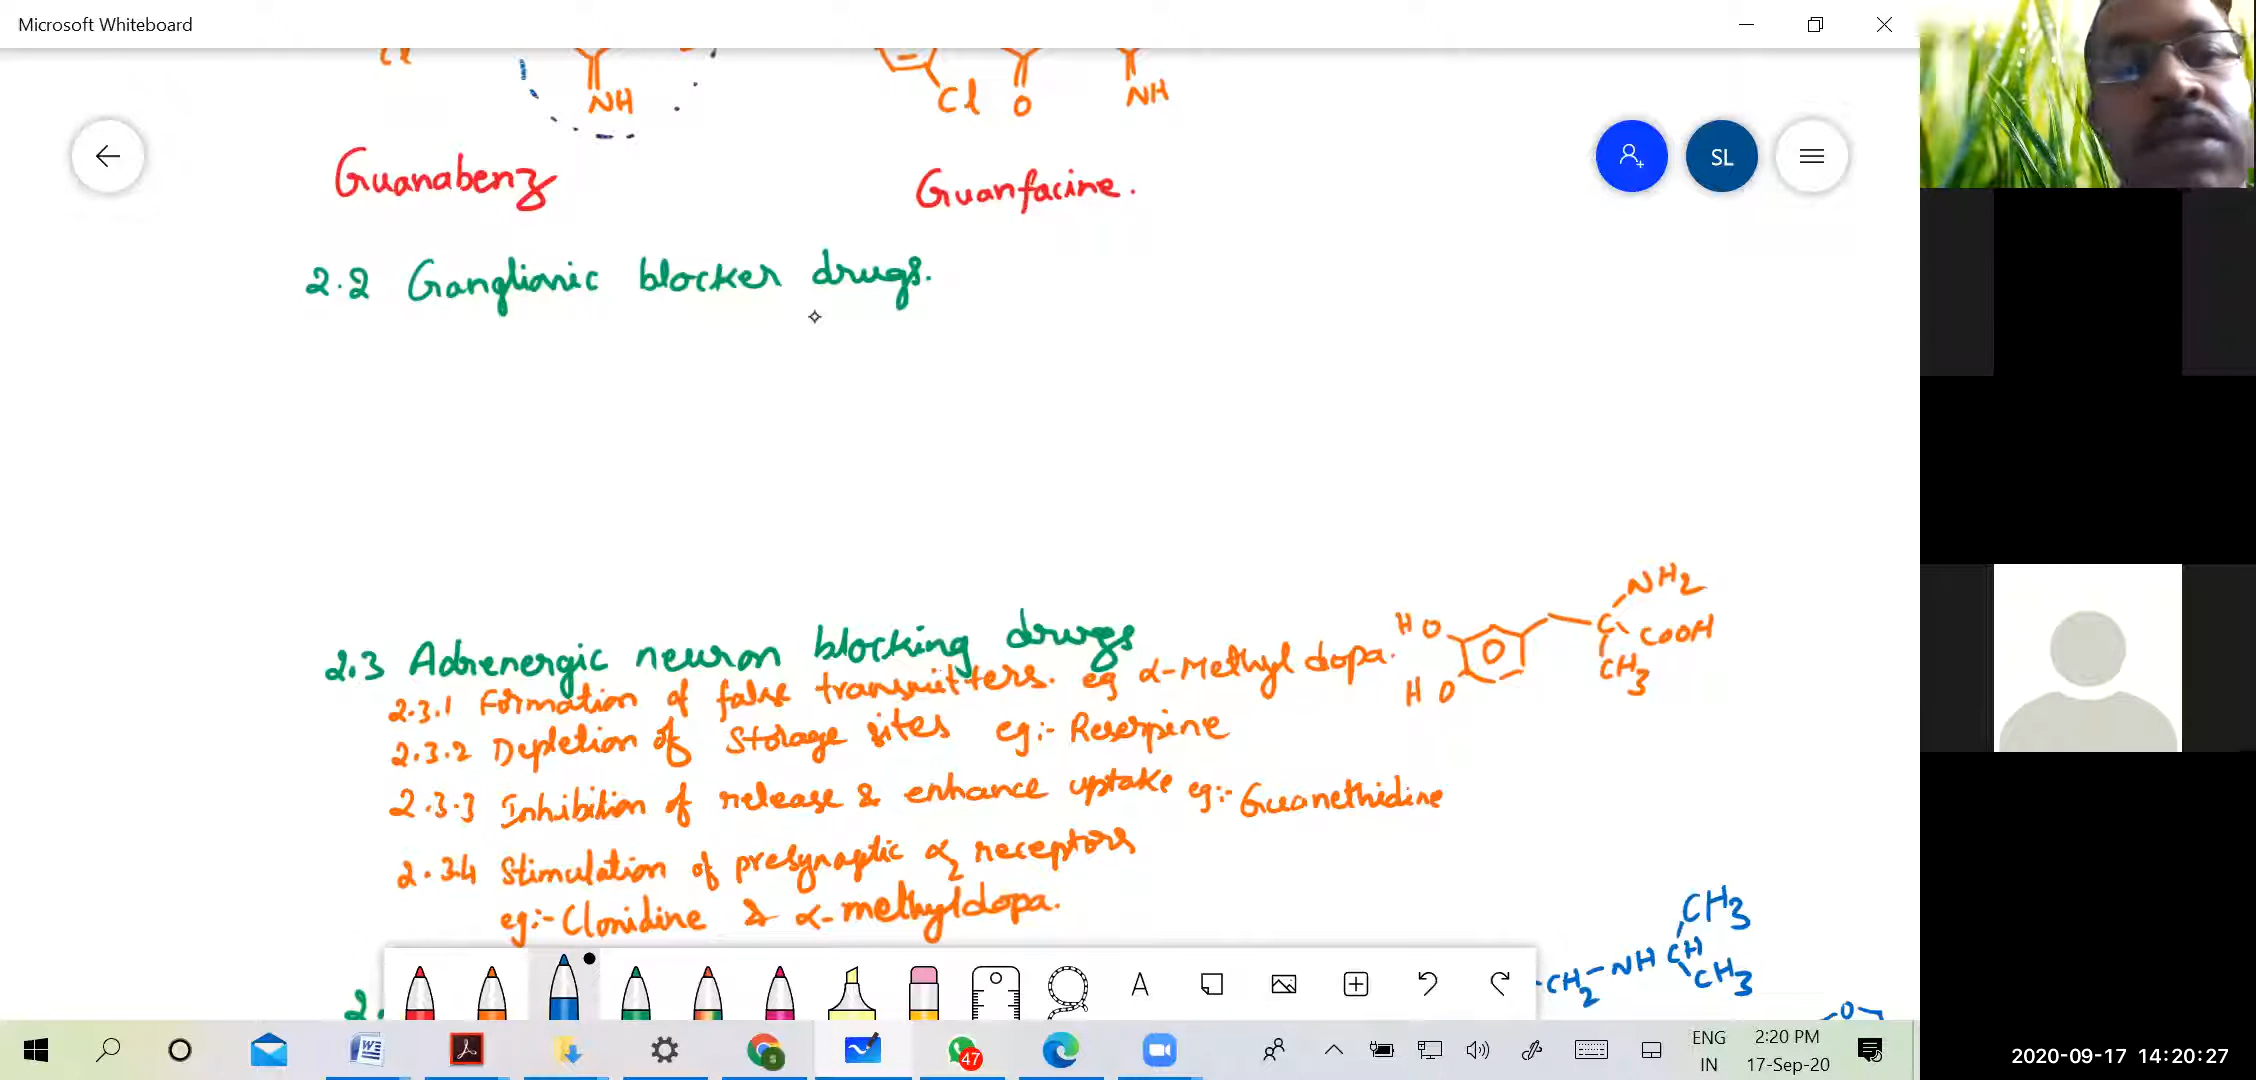 Microsoft Whiteboard
Cl
NH
Cl
O
NH
SL
Guanabenz
Guanfacine.
2.2 Ganglionic blocker drugs.
NH2
HO
C
COOH
CH3
HO
2.3 Adrenergic neuron blocking drugs
2.3.1 Formation of false transmitters. eg α-Methyl dopa.
2.3.2 Depletion of Storage sites eg:- Reserpine
2.3.3 Inhibition of release & enhance uptake eg:- Guanethidine
2.3.4 Stimulation of presynaptic α2 receptors
eg:- Clonidine & α-methyldopa.
CH3
-CH2-NH CH
CH3
O
2.
A
47
ENG
IN
2:20 PM
17-Sep-20
2020-09-17 14:20:27